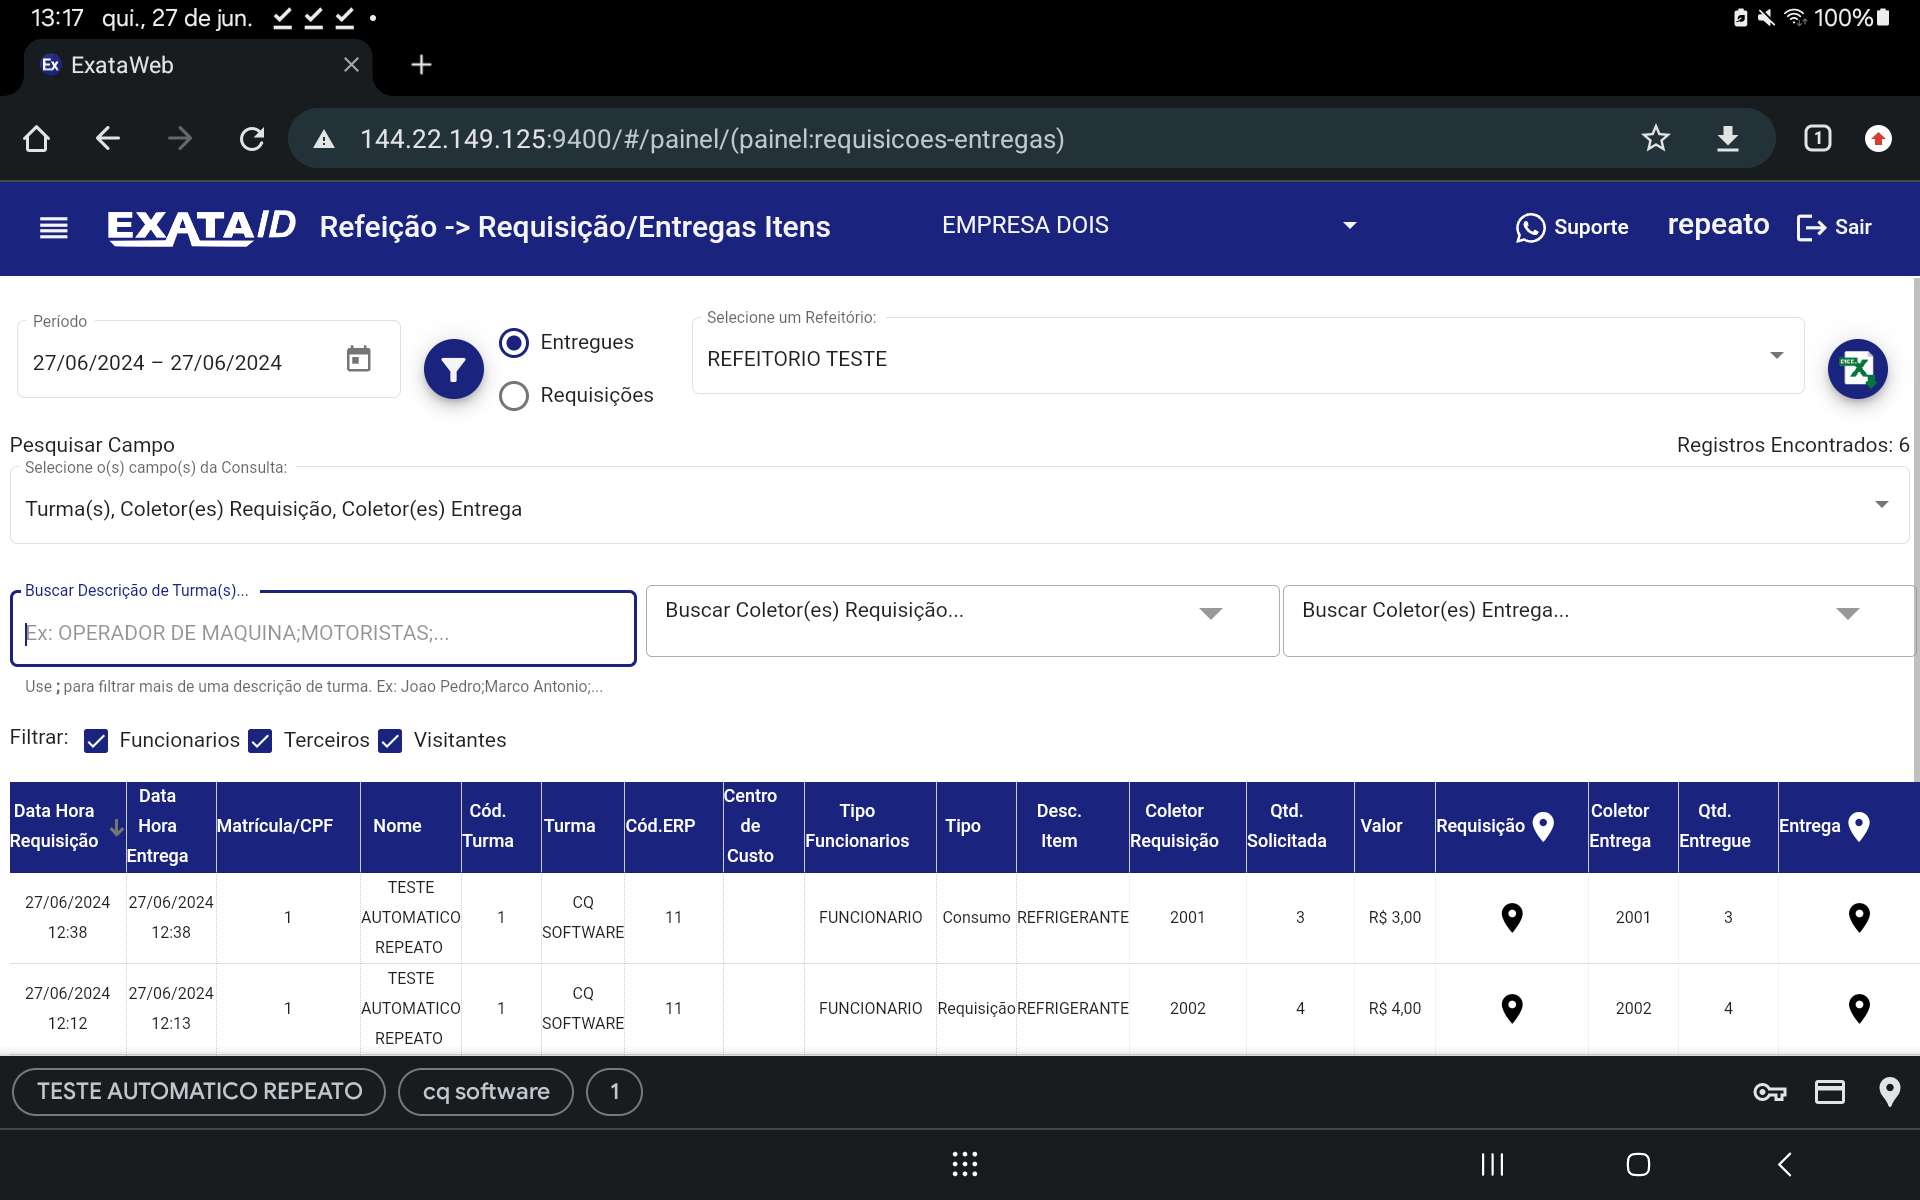 13:17 qui., 27 de jun.
100%
Ex ExataWeb
144.22.149.125:9400/#/painel/(painel:requisicoes-entregas)
1
EXATA/ID Refeição -> Requisição/Entregas Itens EMPRESA DOIS Suporte repeato Sair
Período
27/06/2024 – 27/06/2024
Entregues
Requisições
Selecione um Refeitório:
REFEITORIO TESTE
Pesquisar Campo
Registros Encontrados: 6
Selecione o(s) campo(s) da Consulta:
Turma(s), Coletor(es) Requisição, Coletor(es) Entrega
Buscar Descrição de Turma(s)...
Ex: OPERADOR DE MAQUINA;MOTORISTAS;...
Buscar Coletor(es) Requisição...
Buscar Coletor(es) Entrega...
Use ; para filtrar mais de uma descrição de turma. Ex: Joao Pedro;Marco Antonio;...
Filtrar: Funcionarios Terceiros Visitantes
Data Hora Requisição
Data Hora Entrega
Matrícula/CPF
Nome
Cód. Turma
Turma
Cód.ERP
Centro de Custo
Tipo Funcionarios
Tipo
Desc. Item
Coletor Requisição
Qtd. Solicitada
Valor
Requisição
Coletor Entrega
Qtd. Entregue
Entrega
27/06/2024 12:38
27/06/2024 12:38
1
TESTE AUTOMATICO REPEATO
1
CQ SOFTWARE
11
FUNCIONARIO
Consumo
REFRIGERANTE
2001
3
R$ 3,00
2001
3
27/06/2024 12:12
27/06/2024 12:13
1
TESTE AUTOMATICO REPEATO
1
CQ SOFTWARE
11
FUNCIONARIO
Requisição
REFRIGERANTE
2002
4
R$ 4,00
2002
4
TESTE AUTOMATICO REPEATO
cq software
1